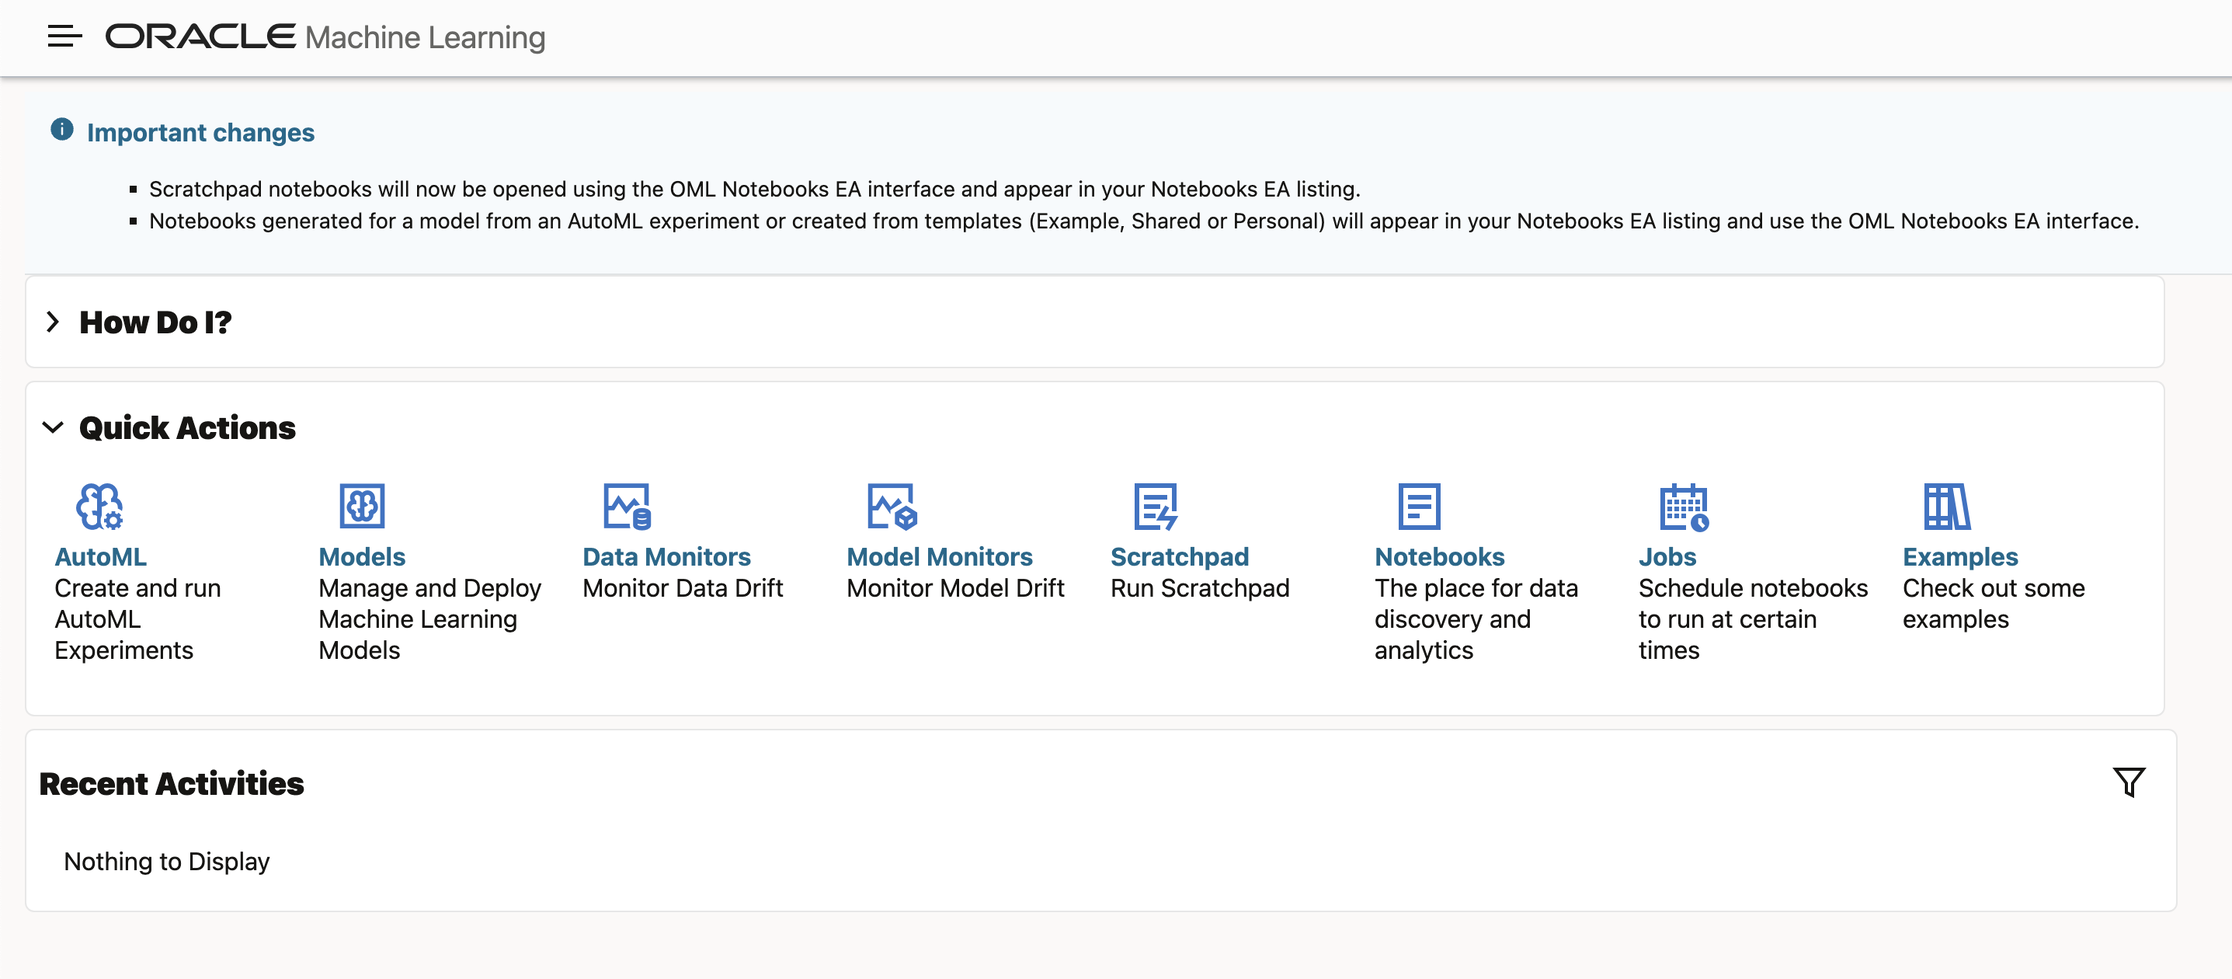 ORACLE Machine Learning
Important changes
▪ Scratchpad notebooks will now be opened using the OML Notebooks EA interface and appear in your Notebooks EA listing.
▪ Notebooks generated for a model from an AutoML experiment or created from templates (Example, Shared or Personal) will appear in your Notebooks EA listing and use the OML Notebooks EA interface.
How Do I?
Quick Actions
AutoML
Create and run
AutoML
Experiments
Models
Manage and Deploy
Machine Learning
Models
Data Monitors
Monitor Data Drift
Model Monitors
Monitor Model Drift
Scratchpad
Run Scratchpad
Notebooks
The place for data
discovery and
analytics
Jobs
Schedule notebooks
to run at certain
times
Examples
Check out some
examples
Recent Activities
Nothing to Display